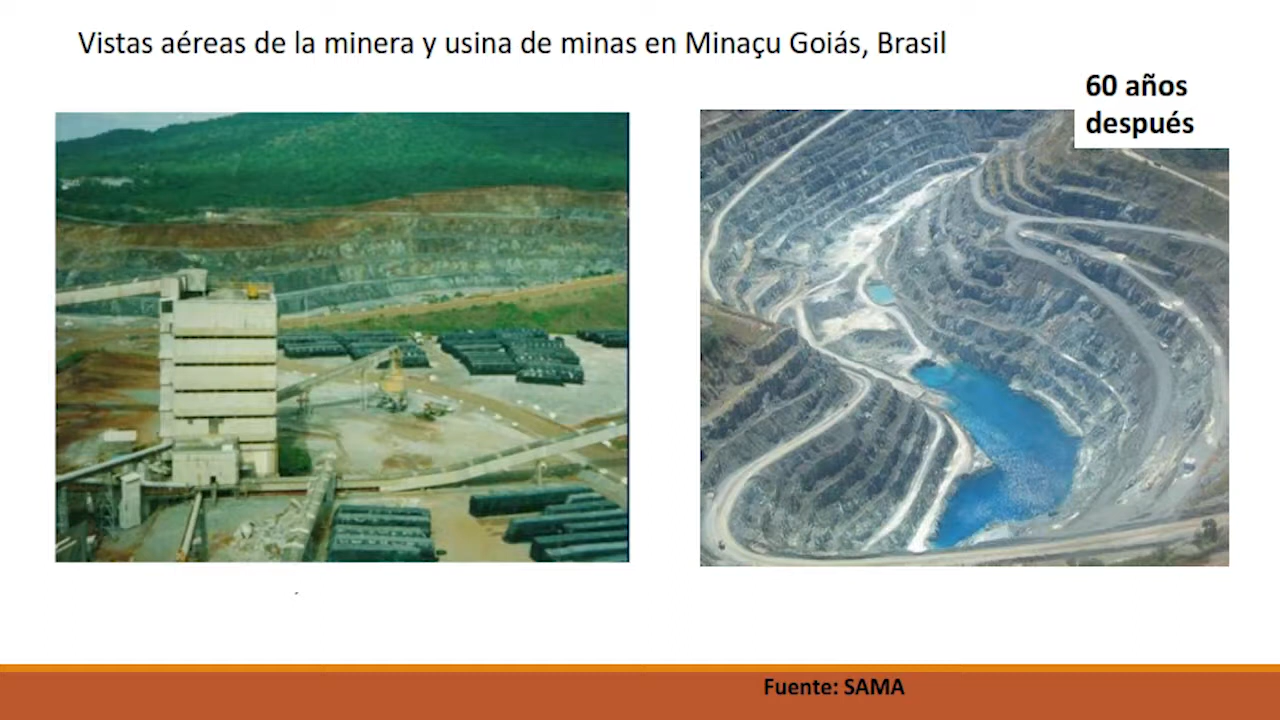 Vistas aéreas de la minera y usina de minas en Minaçu Goiás, Brasil
60 años
después
Fuente: SAMA